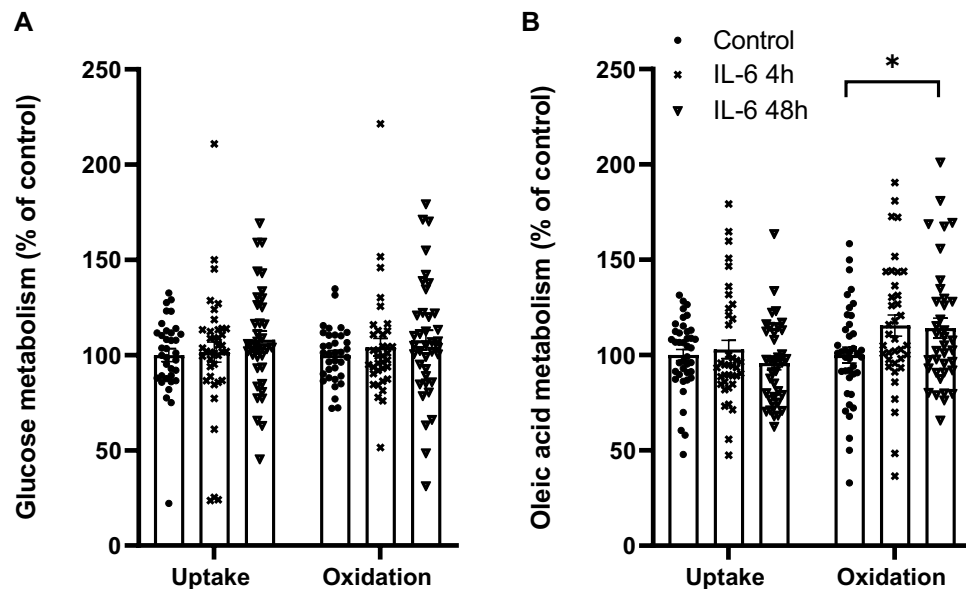 A
Glucose metabolism (% of control)
250
200
150
100
50
0
Uptake
Oxidation
B
Control
IL-6 4h
IL-6 48h
*
Oleic acid metabolism (% of control)
250
200
150
100
50
0
Uptake
Oxidation